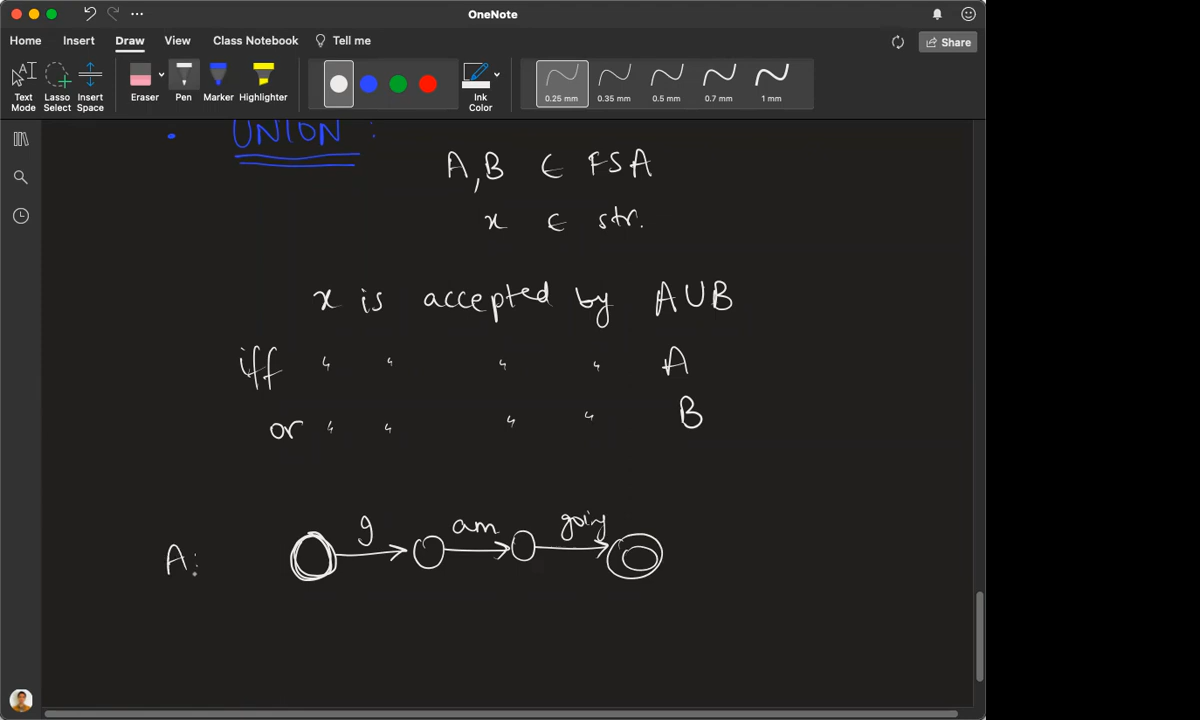 OneNote
Home Insert Draw View Class Notebook Tell me
Share
Text Mode
Lasso Select
Insert Space
Eraser
Pen
Marker
Highlighter
Ink Color
0.25 mm
0.35 mm
0.5 mm
0.7 mm
1 mm
• UNION :
A, B ∈ FSA
x ∈ str.
x is accepted by A∪B
iff " " " " A
or " " " " B
A: I am going